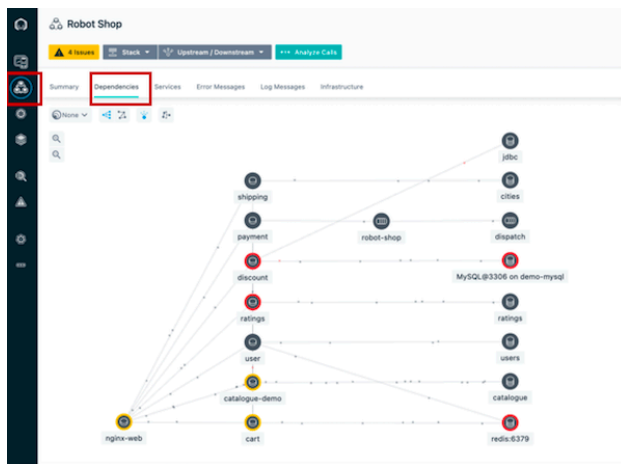 Robot Shop
4 Issues Stack Upstream / Downstream Analyze Calls
Summary Dependencies Services Error Messages Log Messages Infrastructure
None
jdbc
shipping cities
payment robot-shop dispatch
discount MySQL@3306 on demo-mysql
ratings ratings
user users
catalogue-demo catalogue
nginx-web cart redis:6379